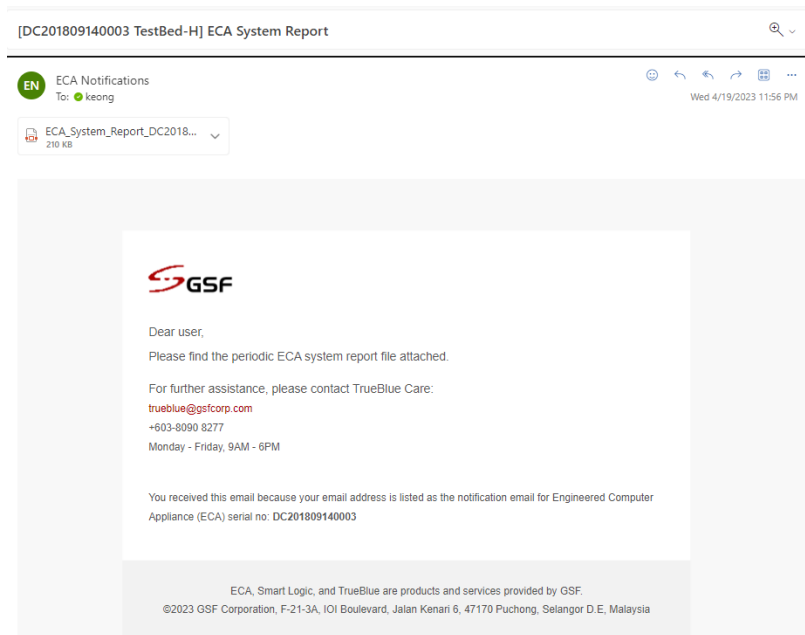 [DC201809140003 TestBed-H] ECA System Report
EN
ECA Notifications
To: keong
Wed 4/19/2023 11:56 PM
ECA_System_Report_DC2018...
210 KB
GSF
Dear user,
Please find the periodic ECA system report file attached.
For further assistance, please contact TrueBlue Care:
trueblue@gsfcorp.com
+603-8090 8277
Monday - Friday, 9AM - 6PM
You received this email because your email address is listed as the notification email for Engineered Computer
Appliance (ECA) serial no: DC201809140003
ECA, Smart Logic, and TrueBlue are products and services provided by GSF.
©2023 GSF Corporation, F-21-3A, IOI Boulevard, Jalan Kenari 6, 47170 Puchong, Selangor D.E, Malaysia